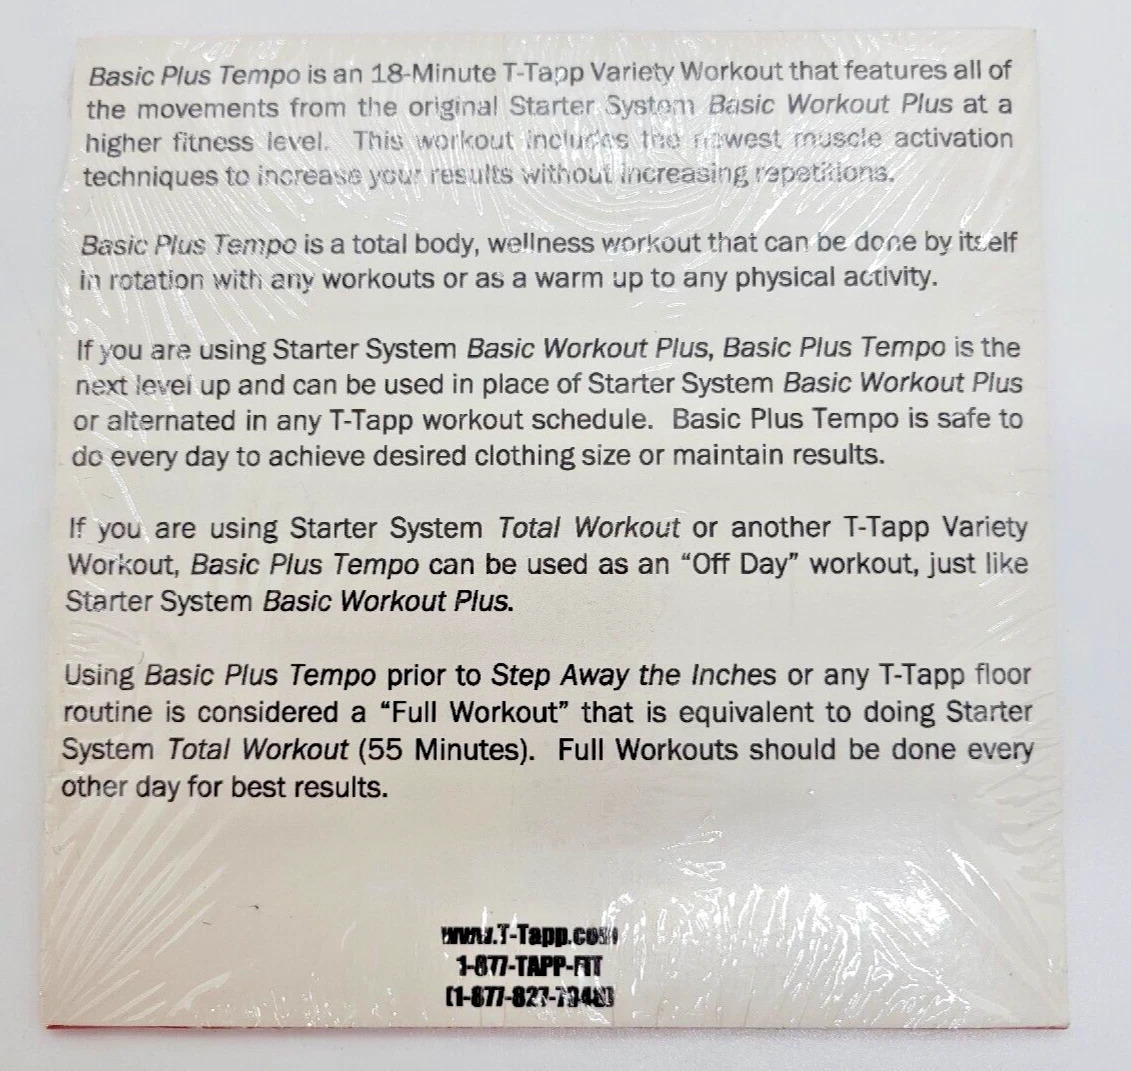 Basic Plus Tempo is an 18-Minute T-Tapp Variety Workout that features all of
the movements from the original Starter System Basic Workout Plus at a
higher fitness level. This workout includes the newest muscle activation
techniques to increase your results without increasing repetitions.
Basic Plus Tempo is a total body, wellness workout that can be done by itself
in rotation with any workouts or as a warm up to any physical activity.
If you are using Starter System Basic Workout Plus, Basic Plus Tempo is the
next level up and can be used in place of Starter System Basic Workout Plus
or alternated in any T-Tapp workout schedule. Basic Plus Tempo is safe to
do every day to achieve desired clothing size or maintain results.
If you are using Starter System Total Workout or another T-Tapp Variety
Workout, Basic Plus Tempo can be used as an “Off Day” workout, just like
Starter System Basic Workout Plus.
Using Basic Plus Tempo prior to Step Away the Inches or any T-Tapp floor
routine is considered a “Full Workout” that is equivalent to doing Starter
System Total Workout (55 Minutes). Full Workouts should be done every
other day for best results.
www.T-Tapp.com
1-877-TAPP-FIT